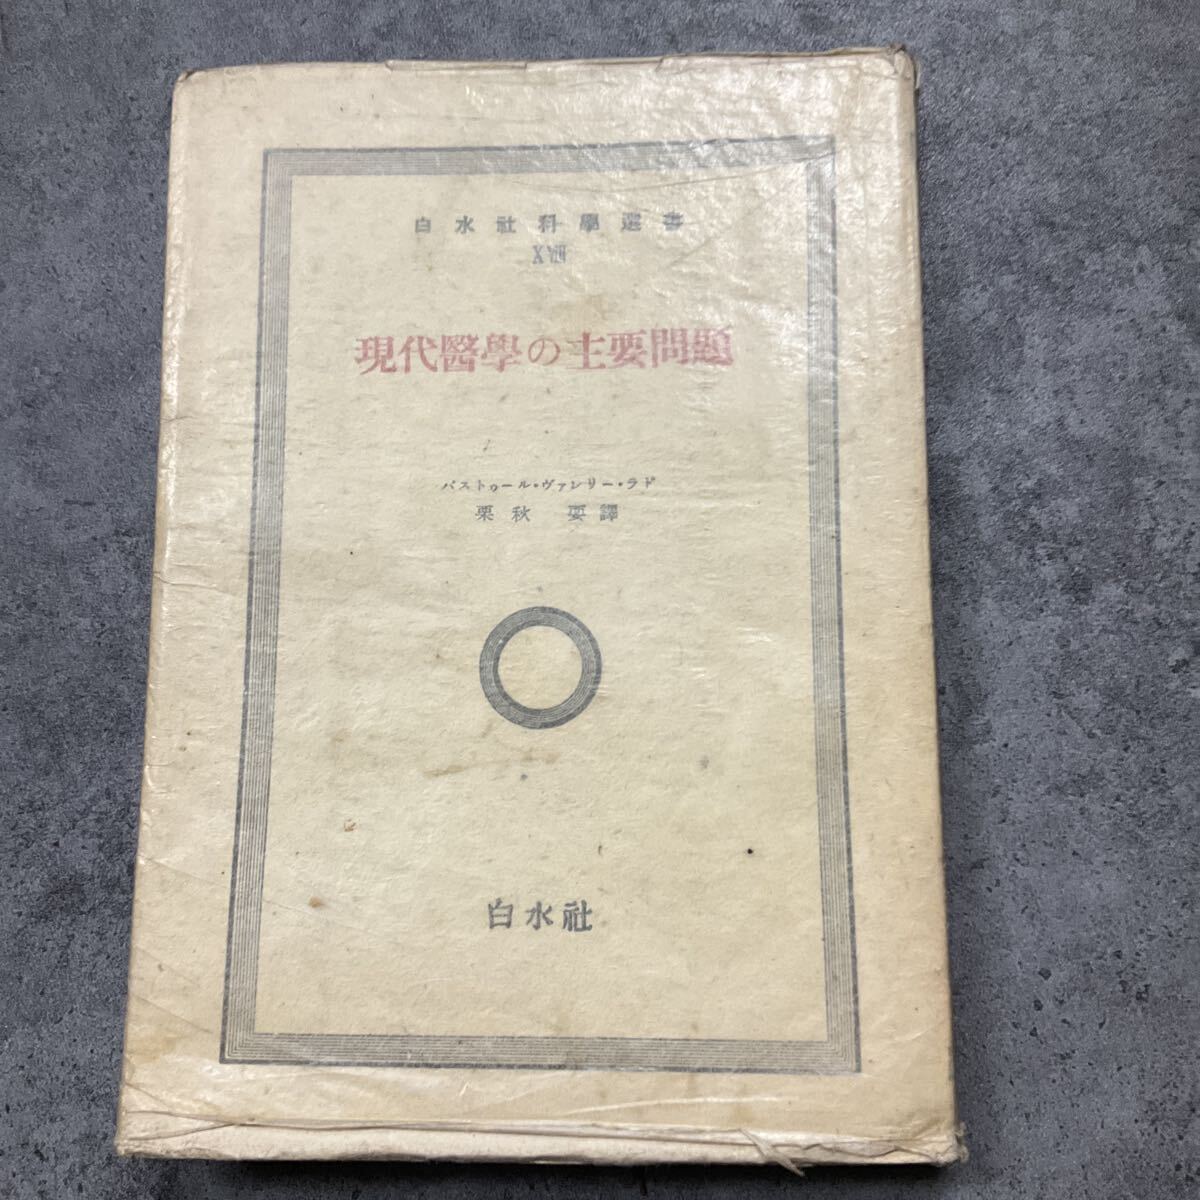 白水社科學選書
現代醫學の主要問題
パストゥール・ヴァレリー・ラド
栗秋 要譯
白水社